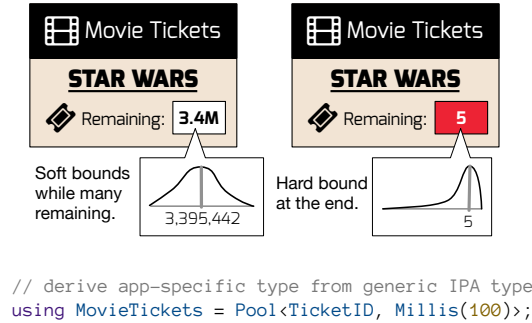 Movie Tickets
STAR WARS
Remaining: 3.4M
Soft bounds
while many
remaining.
3,395,442
Movie Tickets
STAR WARS
Remaining: 5
Hard bound
at the end.
5
// derive app-specific type from generic IPA type
using MovieTickets = Pool<TicketID, Millis(100)>;